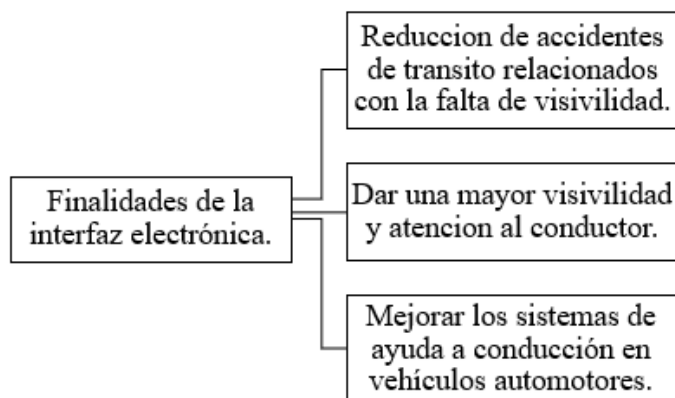 Reduccion de accidentes
de transito relacionados
con la falta de visivilidad.
Finalidades de la
interfaz electrónica.
Dar una mayor visivilidad
y atencion al conductor.
Mejorar los sistemas de
ayuda a conducción en
vehículos automotores.